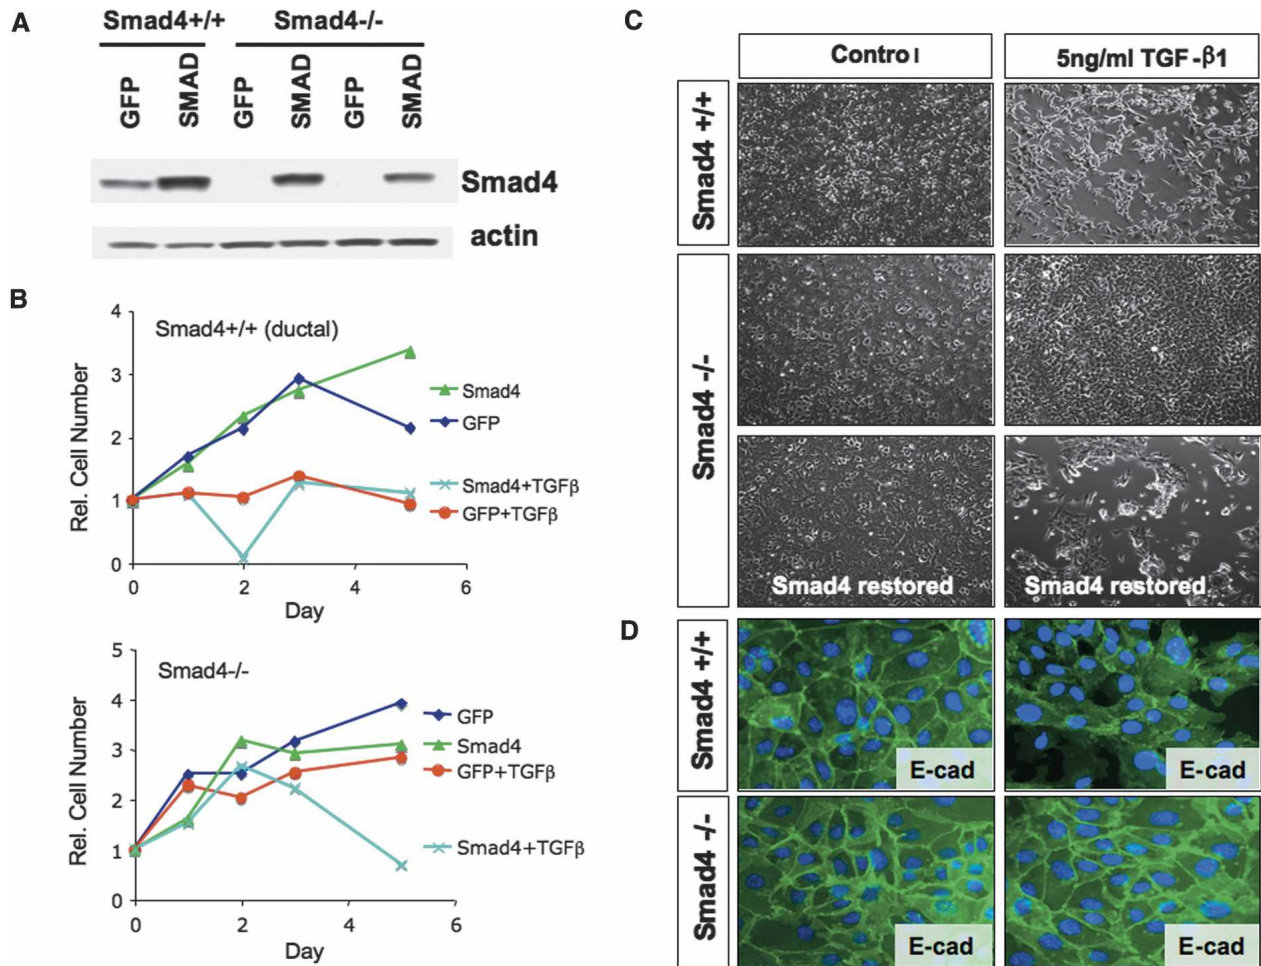 A
Smad4+/+
Smad4-/-
GFP
SMAD
GFP
SMAD
GFP
SMAD
Smad4
actin
B
4
3
2
1
0
0
2
4
6
Rel. Cell Number
Day
Smad4+/+ (ductal)
Smad4
GFP
Smad4+TGFβ
GFP+TGFβ
5
4
3
2
1
0
0
2
4
6
Rel. Cell Number
Day
Smad4-/-
GFP
Smad4
GFP+TGFβ
Smad4+TGFβ
C
Control
5ng/ml TGF-β1
Smad4 +/+
Smad4 -/-
Smad4 restored
Smad4 restored
D
Smad4 +/+
E-cad
E-cad
Smad4 -/-
E-cad
E-cad